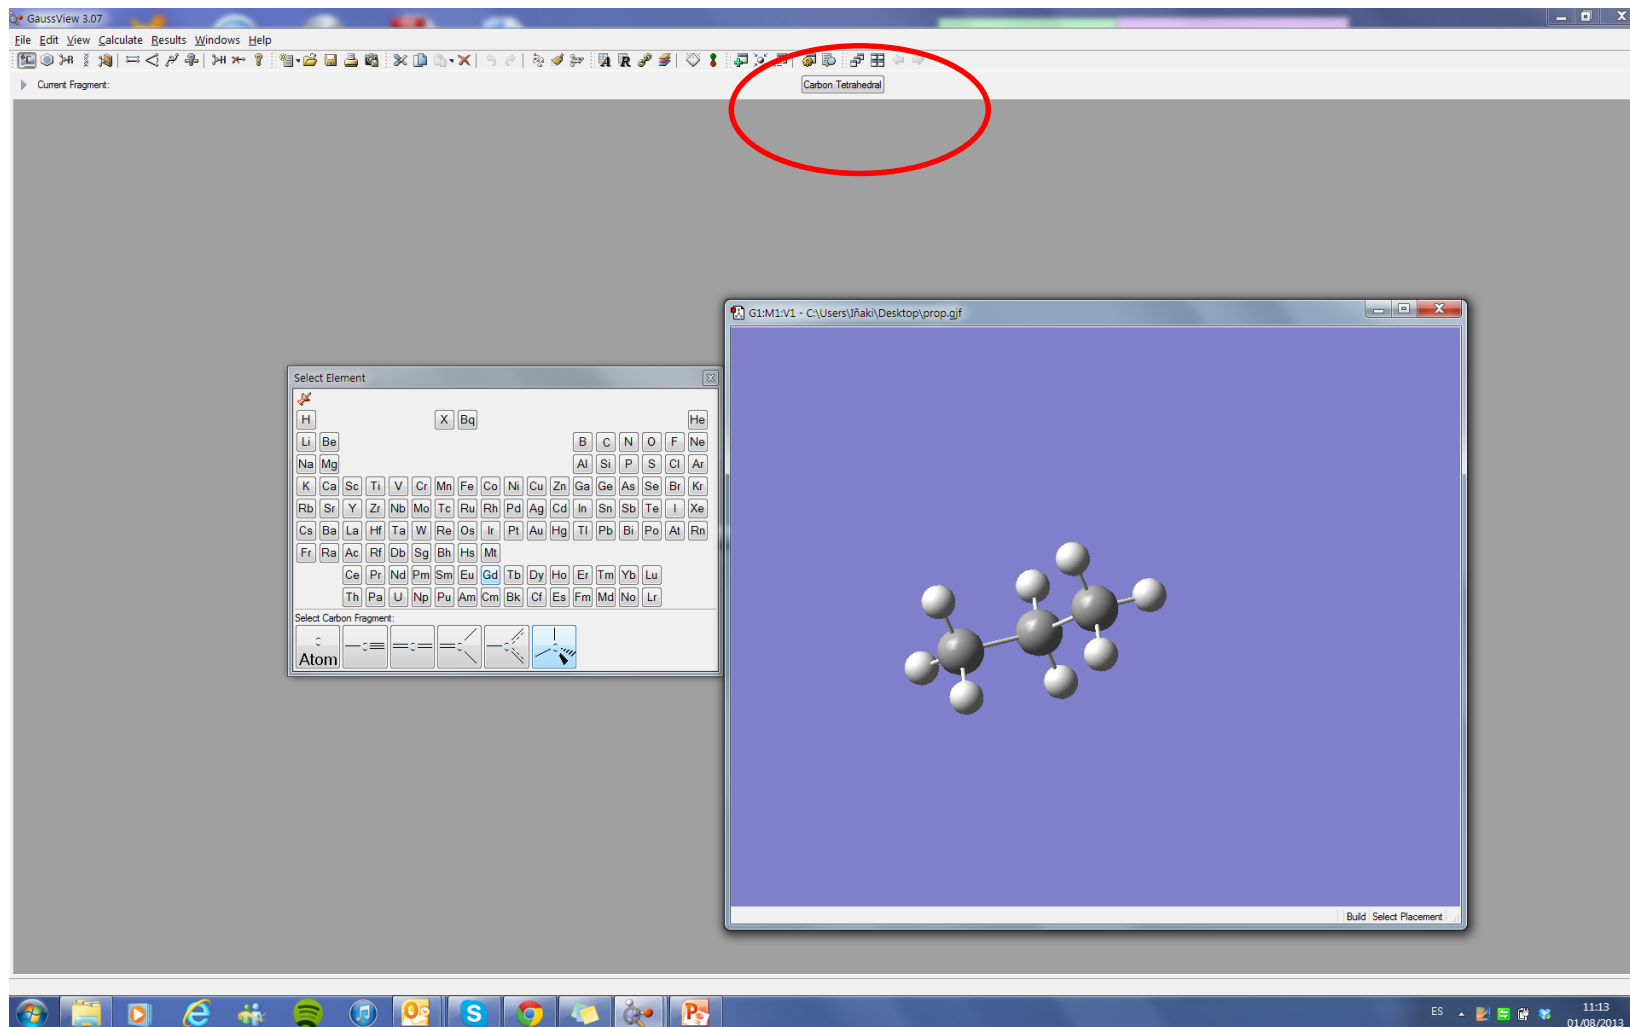 GaussView 3.07
File Edit View Calculate Results Windows Help
Current Fragment:
Carbon Tetrahedral
G1:M1:V1 - C:\Users\Iñaki\Desktop\prop.gjf
Select Element
H X Bq He
Li Be B C N O F Ne
Na Mg Al Si P S Cl Ar
K Ca Sc Ti V Cr Mn Fe Co Ni Cu Zn Ga Ge As Se Br Kr
Rb Sr Y Zr Nb Mo Tc Ru Rh Pd Ag Cd In Sn Sb Te I Xe
Cs Ba La Hf Ta W Re Os Ir Pt Au Hg Tl Pb Bi Po At Rn
Fr Ra Ac Rf Db Sg Bh Hs Mt
Ce Pr Nd Pm Sm Eu Gd Tb Dy Ho Er Tm Yb Lu
Th Pa U Np Pu Am Cm Bk Cf Es Fm Md No Lr
Select Carbon Fragment:
C
Atom
Build Select Placement
ES
11:13
01/08/2013